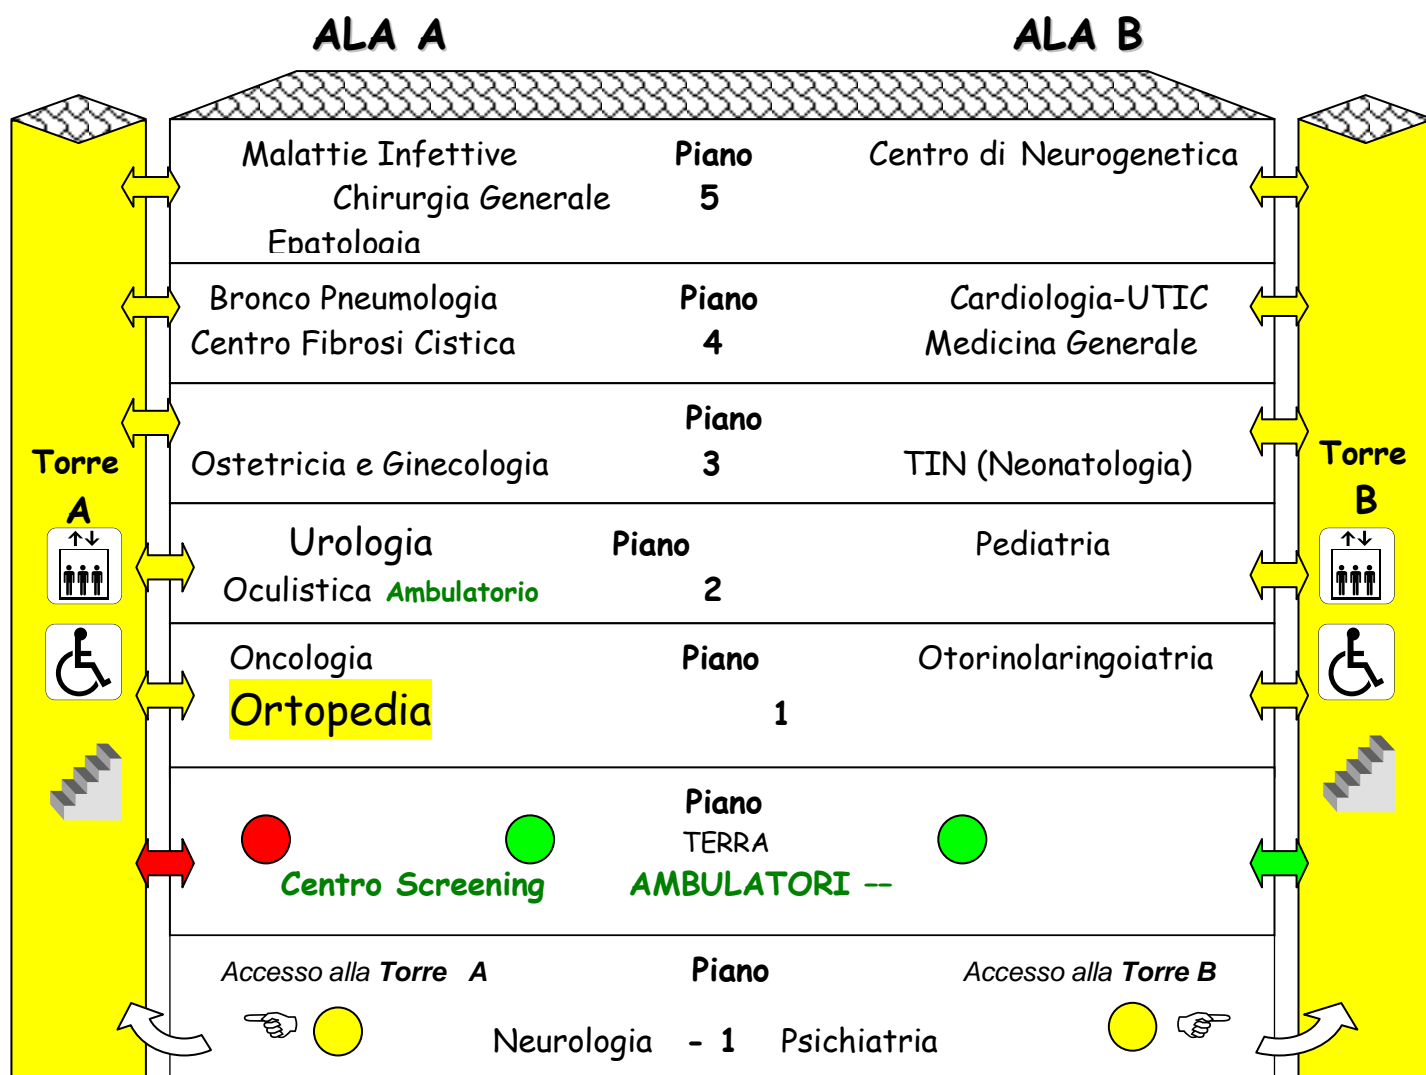 ALA A ALA B
Malattie Infettive Piano Centro di Neurogenetica
Chirurgia Generale 5
Epatologia
Bronco Pneumologia Piano Cardiologia-UTIC
Centro Fibrosi Cistica 4 Medicina Generale
Piano
Ostetricia e Ginecologia 3 TIN (Neonatologia)
Torre
A
Torre
B
Urologia Piano Pediatria
Oculistica Ambulatorio 2
Oncologia Piano Otorinolaringoiatria
Ortopedia 1
Piano
TERRA
Centro Screening AMBULATORI --
Accesso alla Torre A Piano Accesso alla Torre B
Neurologia - 1 Psichiatria